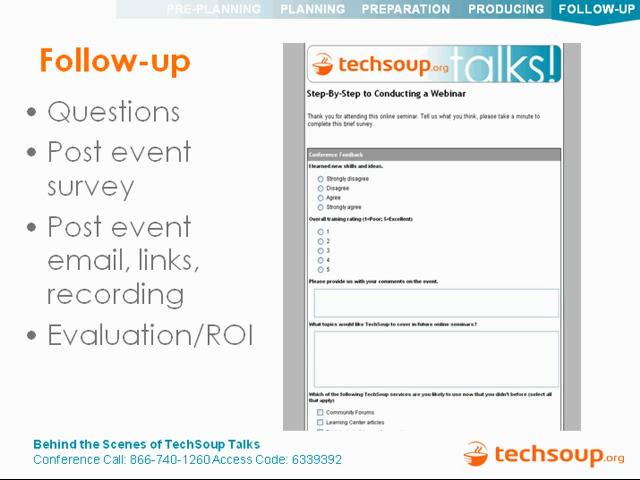 PRE-PLANNING PLANNING PREPARATION PRODUCING FOLLOW-UP
Follow-up
• Questions
• Post event
survey
• Post event
email, links,
recording
• Evaluation/ROI
techsoup.org talks!
Step-By-Step to Conducting a Webinar
Thank you for attending this online seminar. Tell us what you think, please take a minute to
complete this brief survey.
Conference Feedback
I learned new skills and ideas.
Strongly disagree
Disagree
Agree
Strongly agree
Overall training rating (1=Poor; 5=Excellent)
1
2
3
4
5
Please provide us with your comments on the event.
What topics would like TechSoup to cover in future online seminars?
Which of the following TechSoup services are you likely to use now that you didn't before (select all
that apply)
Community Forums
Learning Center articles
Behind the Scenes of TechSoup Talks
Conference Call: 866-740-1260 Access Code: 6339392
techsoup.org